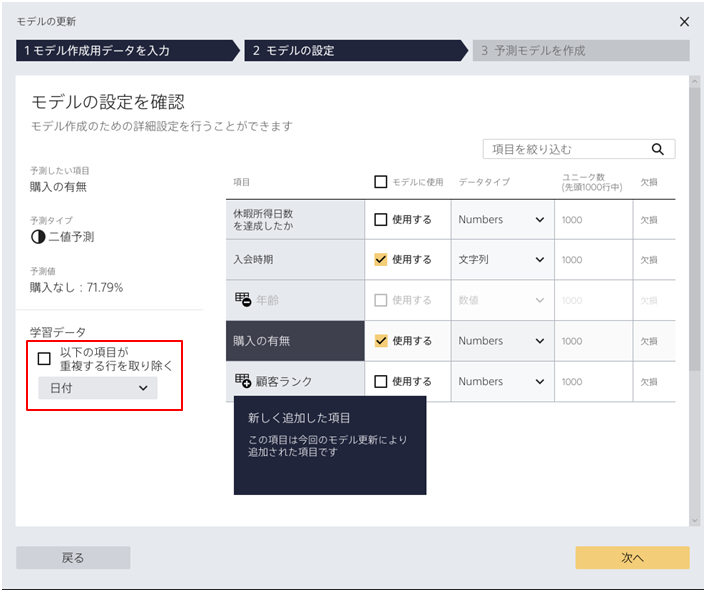 モデルの更新
1 モデル作成用データを入力
2 モデルの設定
3 予測モデルを作成
モデルの設定を確認
モデル作成のための詳細設定を行うことができます
項目を絞り込む
予測したい項目
購入の有無
予測タイプ
二値予測
予測値
購入なし：71.79%
学習データ
以下の項目が
重複する行を取り除く
日付
項目 モデルに使用 データタイプ ユニーク数
(先頭1000行中) 欠損
休暇所得日数
を達成したか 使用する Numbers 1000 欠損
入会時期 使用する 文字列 1000 欠損
年齢 使用する 数値 1000 欠損
購入の有無 使用する Numbers 1000 欠損
顧客ランク 使用する Numbers 1000 欠損
新しく追加した項目
この項目は今回のモデル更新により
追加された項目です
戻る
次へ